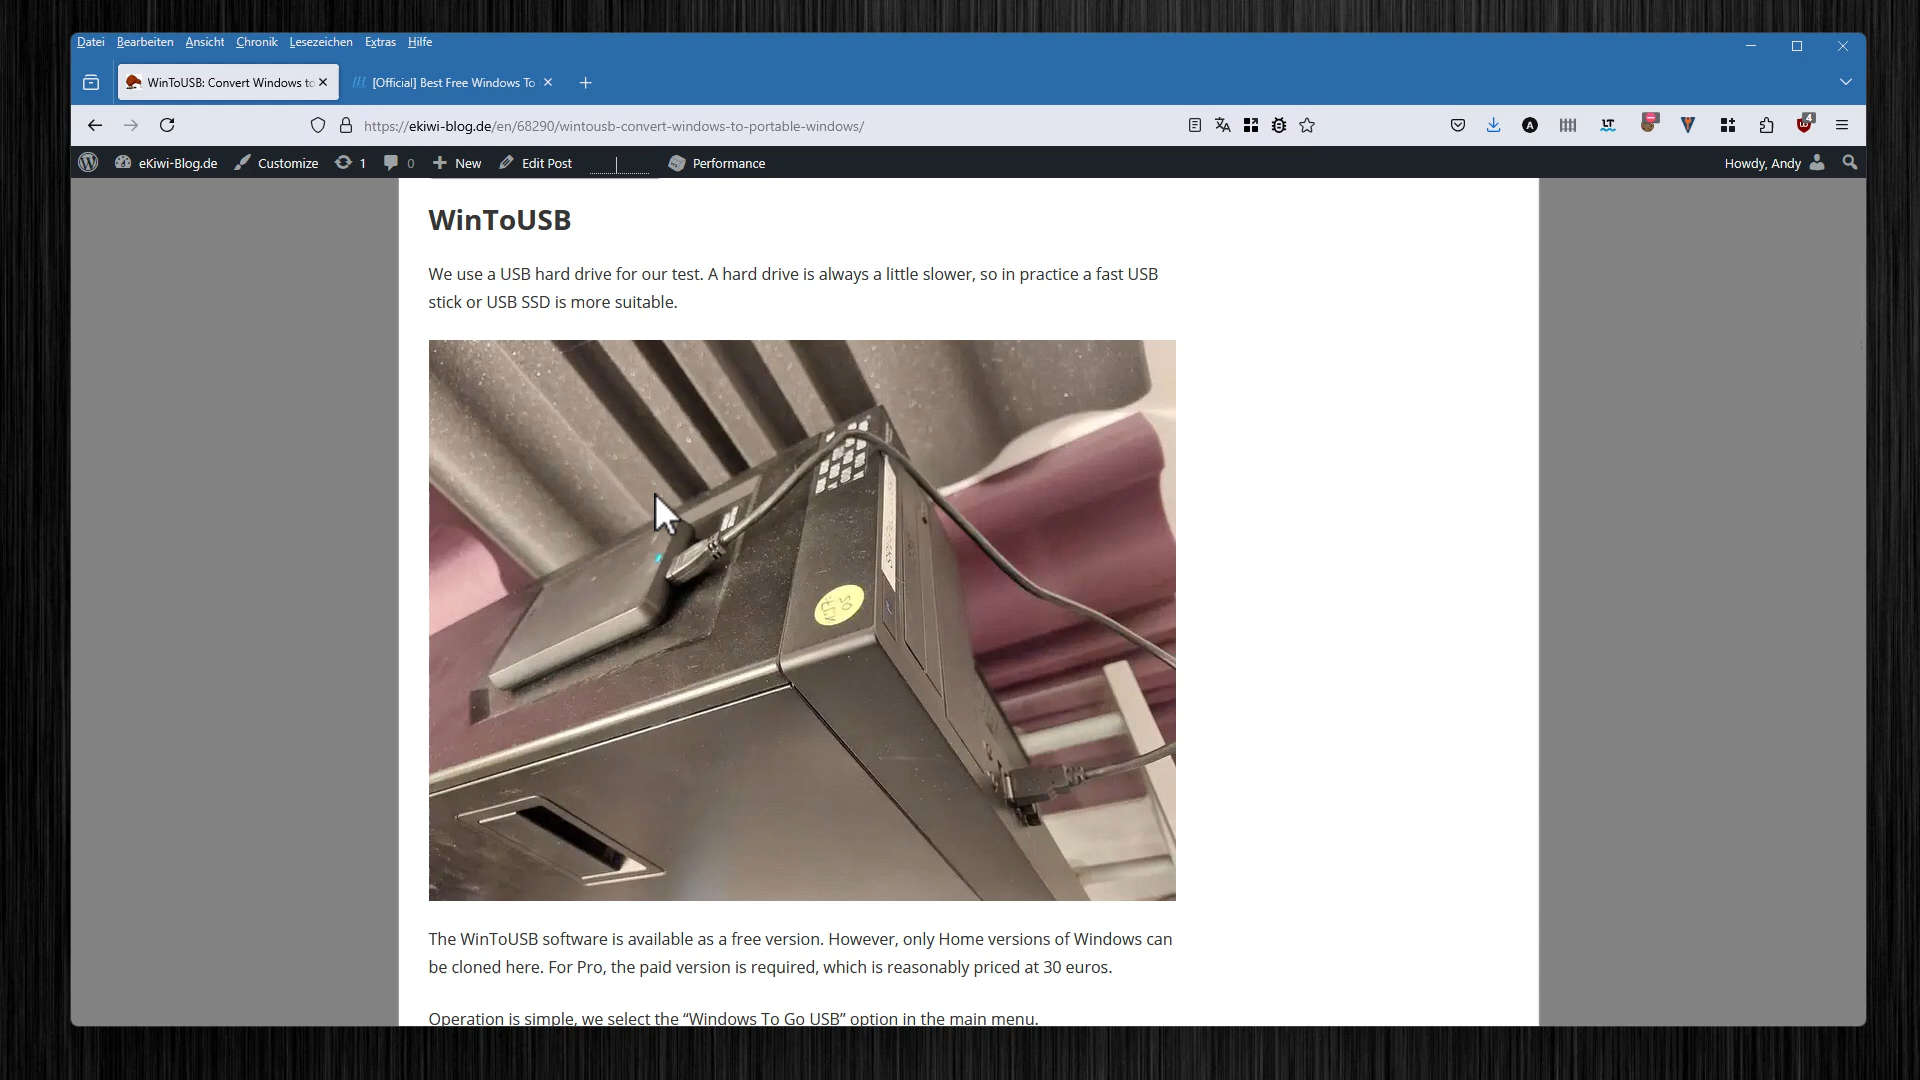 Datei Bearbeiten Ansicht Chronik Lesezeichen Extras Hilfe
WinToUSB: Convert Windows to
[Official] Best Free Windows To
https://ekiwi-blog.de/en/68290/wintousb-convert-windows-to-portable-windows/
LT
4
eKiwi-Blog.de Customize 1 0 New Edit Post Performance Howdy, Andy
WinToUSB
We use a USB hard drive for our test. A hard drive is always a little slower, so in practice a fast USB
stick or USB SSD is more suitable.
The WinToUSB software is available as a free version. However, only Home versions of Windows can
be cloned here. For Pro, the paid version is required, which is reasonably priced at 30 euros.
Operation is simple, we select the “Windows To Go USB” option in the main menu.